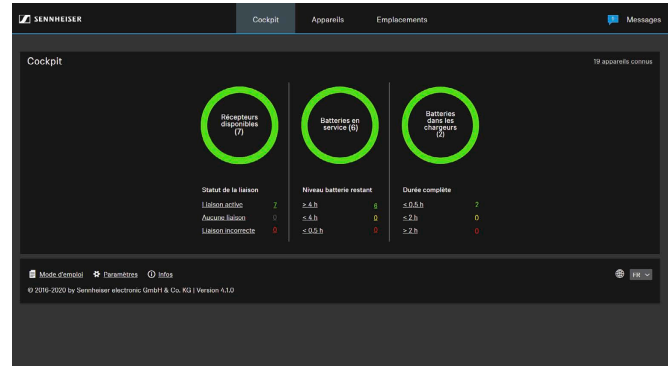 SENNHEISER
Cockpit
Appareils
Emplacements
Messages
Cockpit
19 appareils connus
Récepteurs
disponibles
(7)
Batteries en
service (6)
Batteries
dans les
chargeurs
(2)
Statut de la liaison
Liaison active 7
Aucune liaison 0
Liaison incorrecte 0
Niveau batterie restant
≥ 4 h 6
< 4 h 0
< 0,5 h 0
Durée complète
≤ 0,5 h 2
< 2 h 0
≥ 2 h 0
Mode d'emploi Paramètres Infos
FR
© 2016-2020 by Sennheiser electronic GmbH & Co. KG | Version 4.1.0